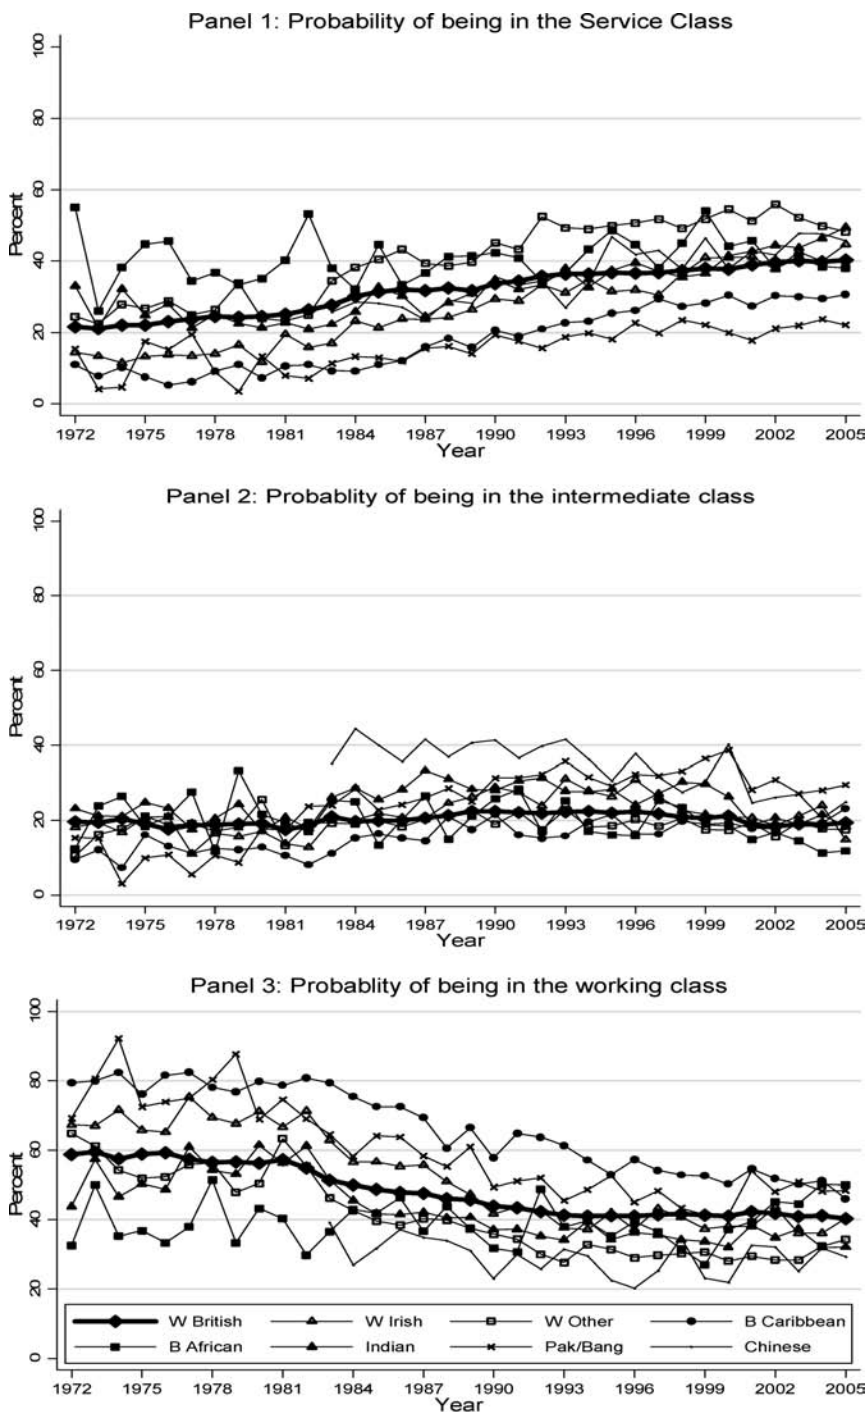 Panel 1: Probability of being in the Service Class
100
80
60
40
20
0
Percent
1972 1975 1978 1981 1984 1987 1990 1993 1996 1999 2002 2005
Year
Panel 2: Probablity of being in the intermediate class
100
80
60
40
20
0
Percent
1972 1975 1978 1981 1984 1987 1990 1993 1996 1999 2002 2005
Year
Panel 3: Probablity of being in the working class
100
80
60
40
20
0
Percent
W British W Irish W Other B Caribbean
B African Indian Pak/Bang Chinese
1972 1975 1978 1981 1984 1987 1990 1993 1996 1999 2002 2005
Year